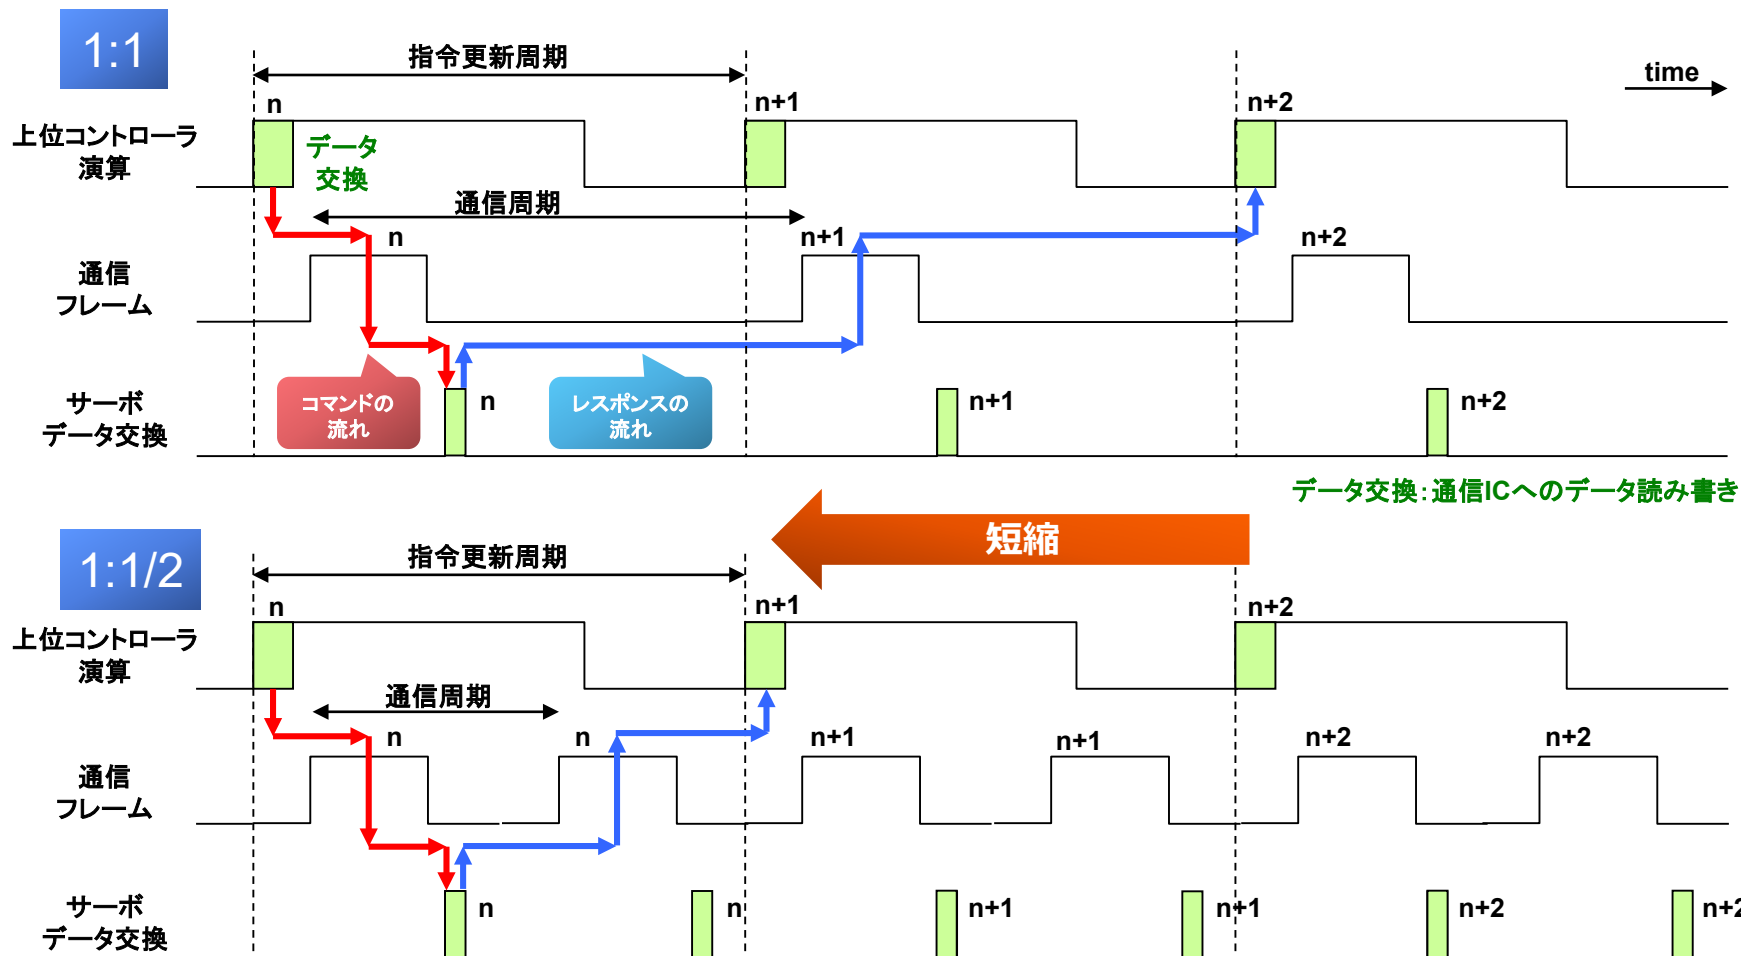 1:1
指令更新周期
time
n
n+1
n+2
上位コントローラ
演算
データ
交換
通信周期
n
n+1
n+2
通信
フレーム
コマンドの
流れ
レスポンスの
流れ
サーボ
データ交換
n
n+1
n+2
データ交換：通信ICへのデータ読み書き
短縮
1:1/2
指令更新周期
n
n+1
n+2
上位コントローラ
演算
通信周期
n
n
n+1
n+1
n+2
n+2
通信
フレーム
サーボ
データ交換
n
n
n+1
n+1
n+2
n+2